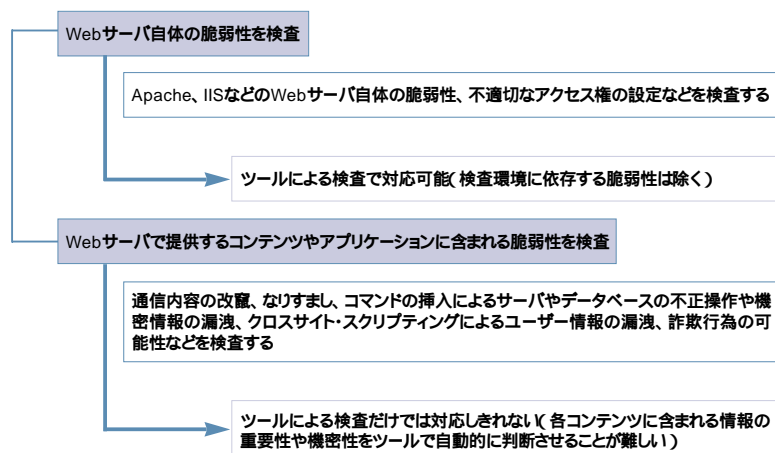 Webサーバ自体の脆弱性を検査
Apache、IISなどのWebサーバ自体の脆弱性、不適切なアクセス権の設定などを検査する
ツールによる検査で対応可能(検査環境に依存する脆弱性は除く)
Webサーバで提供するコンテンツやアプリケーションに含まれる脆弱性を検査
通信内容の改竄、なりすまし、コマンドの挿入によるサーバやデータベースの不正操作や機
密情報の漏洩、クロスサイト・スクリプティングによるユーザー情報の漏洩、詐欺行為の可
能性などを検査する
ツールによる検査だけでは対応しきれない(各コンテンツに含まれる情報の
重要性や機密性をツールで自動的に判断させることが難しい)